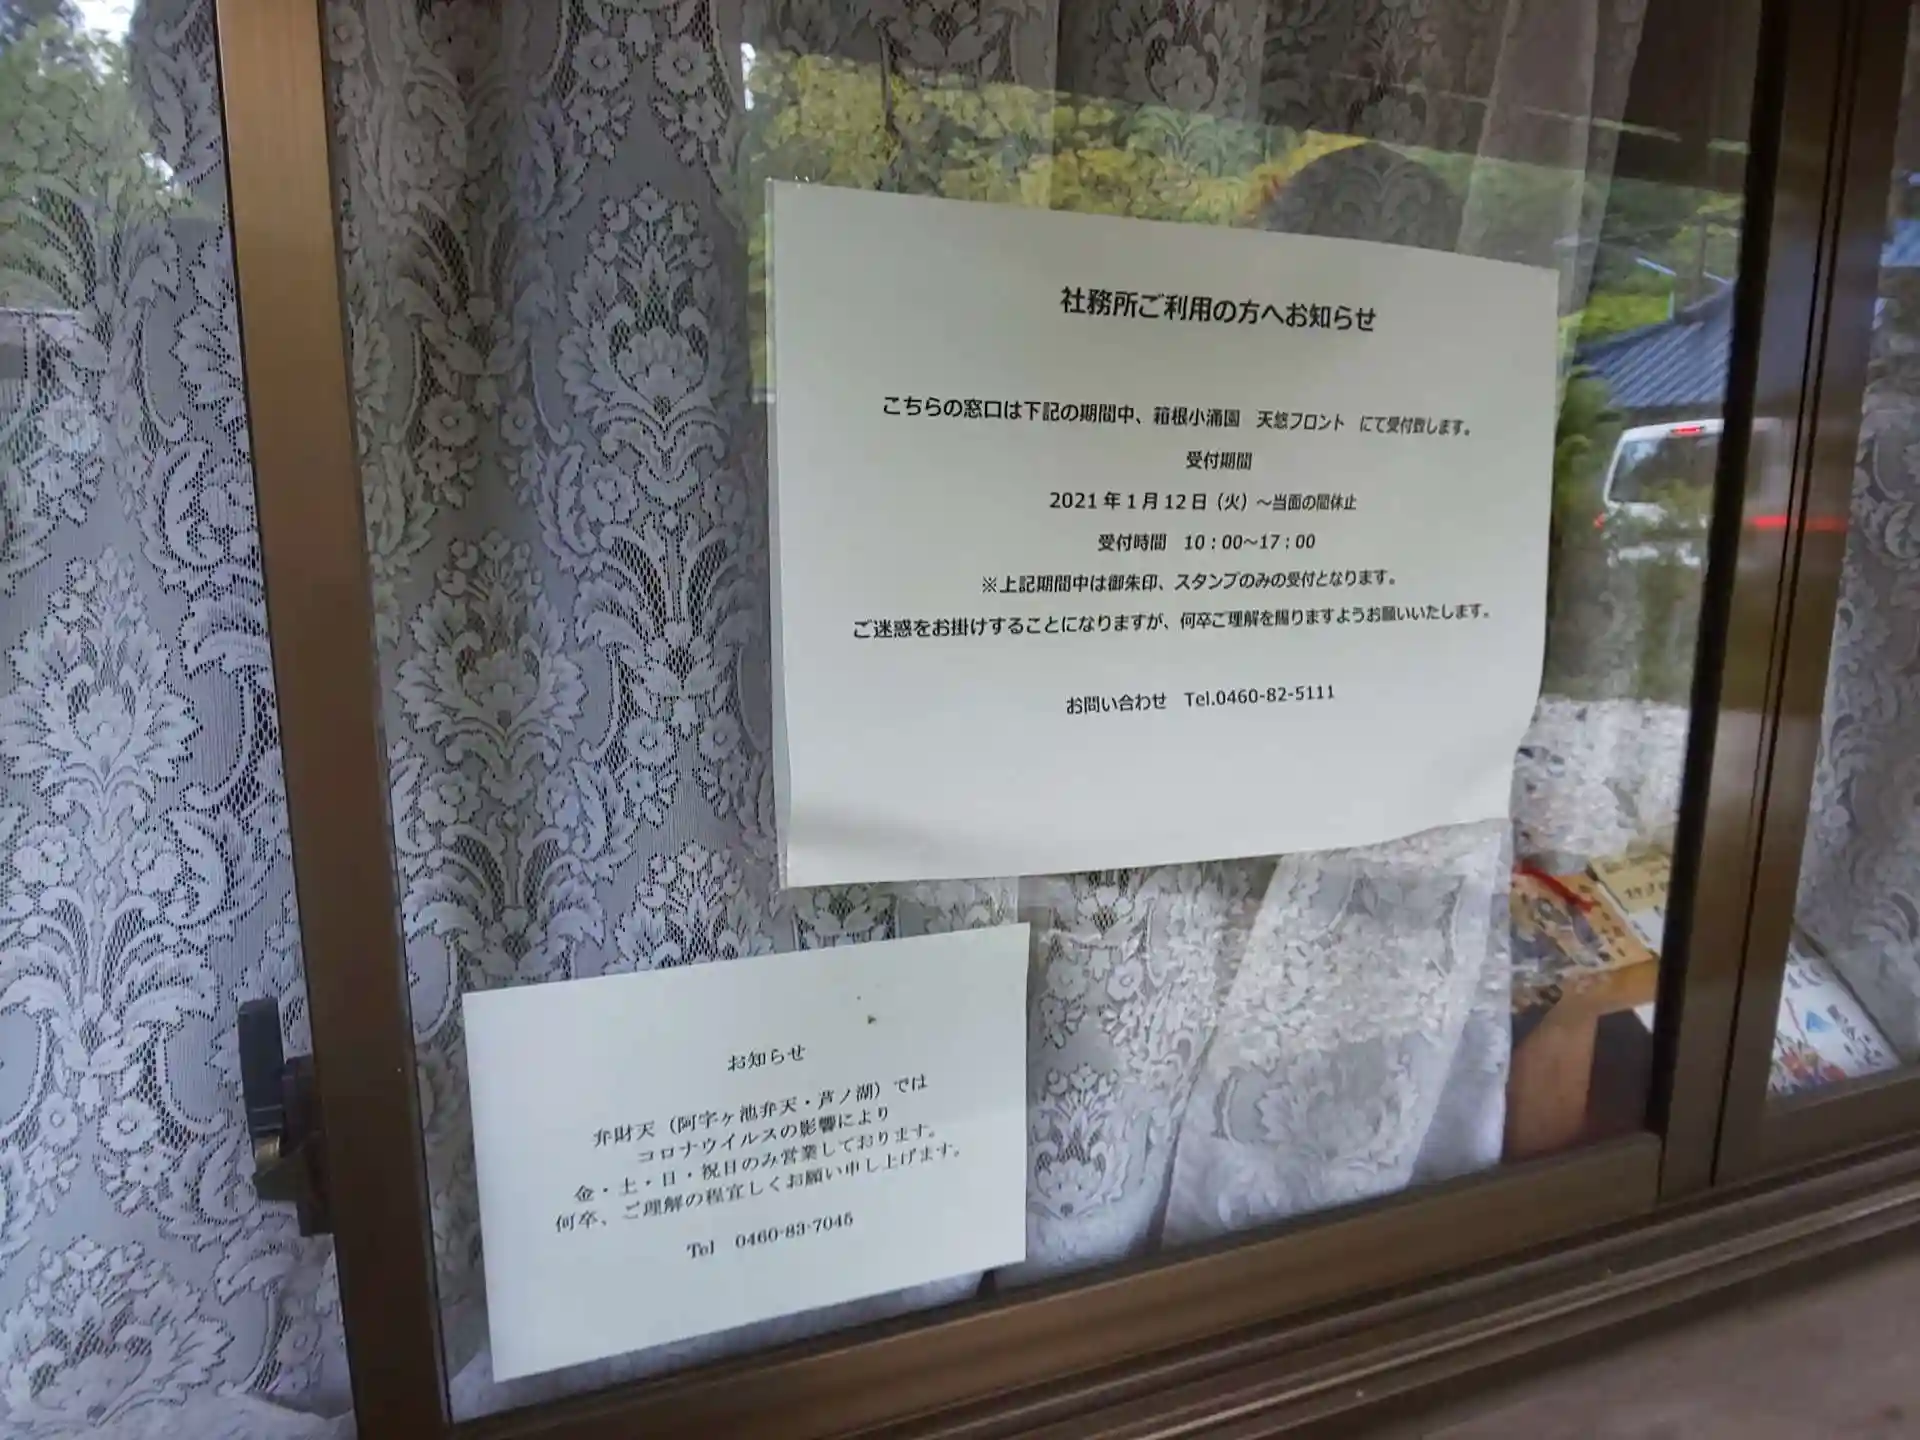 社務所ご利用の方へお知らせ
こちらの窓口は下記の期間中、箱根小涌園　天悠フロント　にて受付致します。
受付期間
2021年1月12日（火）～当面の間休止
受付時間　10：00～17：00
※上記期間中は御朱印、スタンプのみの受付となります。
ご迷惑をお掛けすることになりますが、何卒ご理解を賜りますようお願いいたします。
お問い合わせ　Tel.0460-82-5111
お知らせ
弁財天（阿字ヶ池弁天・芦ノ湖）では
コロナウイルスの影響により
金・土・日・祝日のみ営業しております。
何卒、ご理解の程宜しくお願い申し上げます。
Tel　0460-83-7045